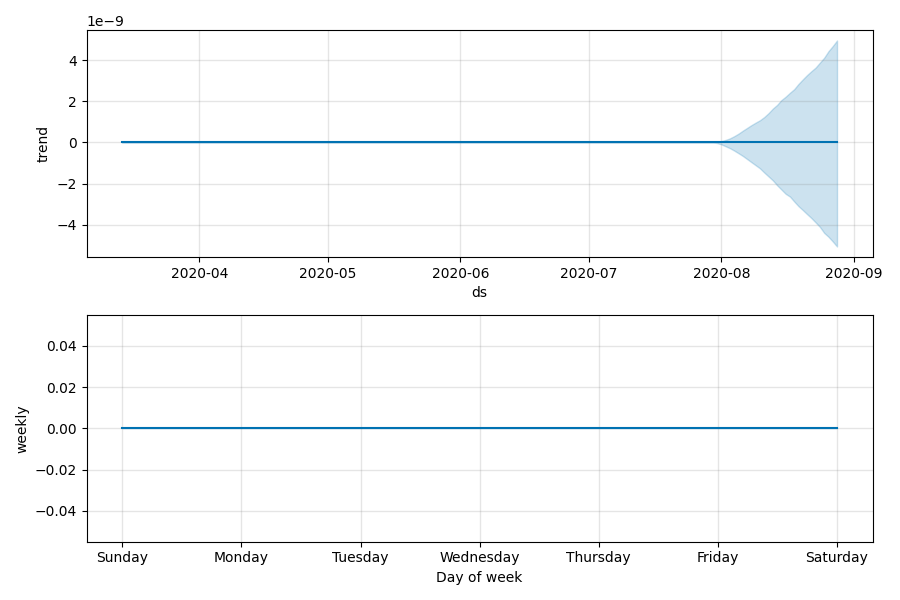 1e−9
4
2
0
−2
−4
trend
2020-04 2020-05 2020-06 2020-07 2020-08 2020-09
ds
0.04
0.02
0.00
−0.02
−0.04
weekly
Sunday Monday Tuesday Wednesday Thursday Friday Saturday
Day of week